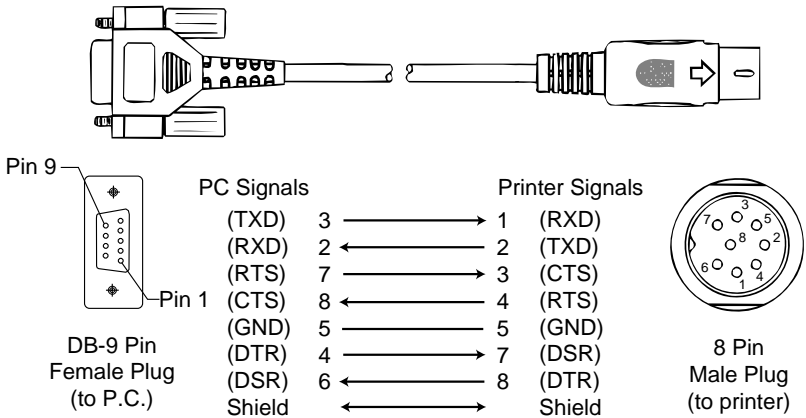 Pin 9
PC Signals Printer Signals
(TXD) 3 1 (RXD)
(RXD) 2 2 (TXD)
(RTS) 7 3 (CTS)
(CTS) 8 4 (RTS)
(GND) 5 5 (GND)
(DTR) 4 7 (DSR)
(DSR) 6 8 (DTR)
Shield Shield
Pin 1
DB-9 Pin
Female Plug
(to P.C.)
3
7 5
8 2
6 4
1
8 Pin
Male Plug
(to printer)